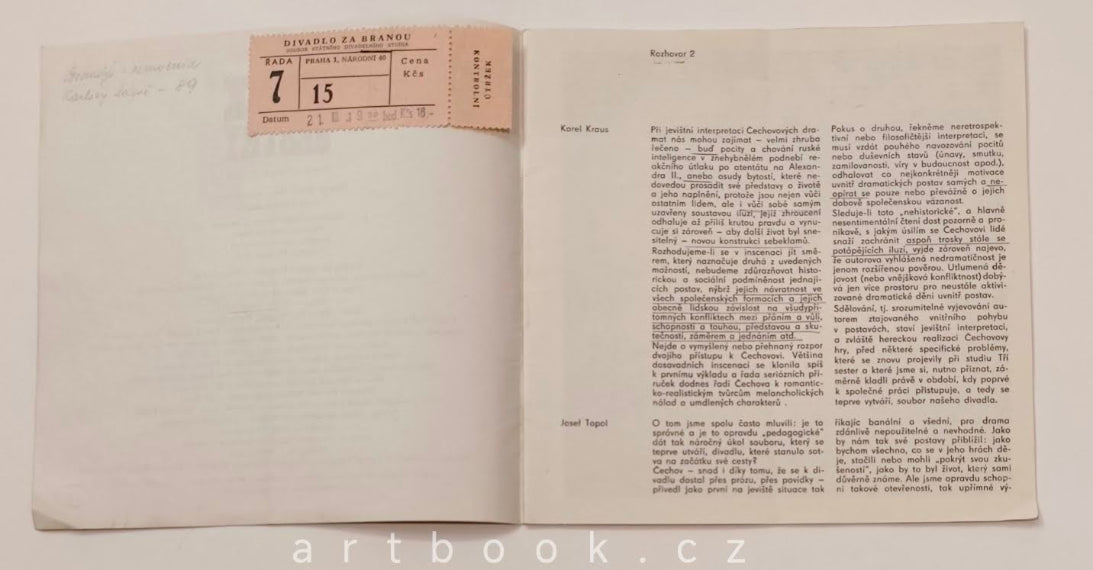 DIVADLO ZA BRANOU
SOUBOR STÁTNÍHO DIVADELNÍHO STUDIA
ŘADA
7
PRAHA 1, NÁRODNÍ 40
15
Cena
Kčs
Datum
21. III
Kčs 18,-
KONTROLNÍ
ÚTRŽEK
Rozhovor 2
Karel Kraus
Při jevištní interpretaci Čechovových dra-
mat nás mohou zajímat – velmi zhruba
řečeno – buď pocity a chování ruské
inteligence v znehybnělém podnebí re-
akčního útlaku po atentátu na Alexan-
dra II., anebo osudy bytostí, které ne-
dovedou prosadit své představy o životě
a jeho naplnění, protože jsou nejen vůči
ostatním lidem, ale i vůči sobě samým
uzavřeny soustavou iluzí, jejíž zhroucení
odhaluje až příliš krutou pravdu a vynu-
cuje si zároveň – aby další život byl sne-
sitelný – novou konstrukci sebeklamů.
Rozhodujeme-li se v inscenaci jít smě-
rem, který naznačuje druhá z uvedených
možností, nebudeme zdůrazňovat histo-
rickou a sociální podmíněnost jednají-
cích postav, nýbrž jejich návratnost ve
všech společenských formacích a jejich
obecně lidskou závislost na všudypří-
tomných konfliktech mezi přáním a vůlí,
schopností a touhou, představou a sku-
tečností, záměrem a jednáním atd.
Nejde o vymyšlený nebo přehnaný rozpor
dvojího přístupu k Čechovovi. Většina
dosavadních inscenací se klonila spíš
k prvnímu výkladu a řada seriózních pří-
ruček dodnes řadí Čechova k romantic-
ko-realistickým tvůrcům melancholických
nálad a umdlených charakterů .
Pokus o druhou, řekněme neretrospek-
tivní nebo filosofičtější interpretaci, se
musí vzdát pouhého navozování pocitů
nebo duševních stavů (únavy, smutku,
zamilovanosti, víry v budoucnost apod.),
odhalovat co nejkonkrétněji motivace
uvnitř dramatických postav samých a ne-
opírat se pouze nebo převážně o jejich
dobově společenskou vázanost.
Sleduje-li toto „nehistorické“, a hlavně
nesentimentální čtení dost pozorně a pro-
nikavě, s jakým úsilím se Čechovovi lidé
snaží zachránit aspoň trosky stále se
potápějících iluzí, vyjde zároveň najevo,
že autorova vyhlášená nedramatičnost je
jenom rozšířenou pověrou. Utlumená dě-
jovost (nebo vnějšková konfliktnost) dobý-
vá jen více prostoru pro neustále aktivi-
zované dramatické dění uvnitř postav.
Sdělování, tj. srozumitelné vyjevování au-
torem ztajovaného vnitřního pohybu
v postavách, staví jevištní interpretaci,
a zvláště hereckou realizaci Čechovovy
hry, před některé specifické problémy,
které se znovu projevily při studiu Tří
sester a které jsme si, nutno přiznat, zá-
měrně kladli právě v období, kdy poprvé
k společné práci přistupuje, a tedy se
teprve vytváří, soubor našeho divadla.
Josef Topol
O tom jsme spolu často mluvili: je to
správné a je to opravdu „pedagogické“
dát tak náročný úkol souboru, který se
teprve utváří, divadlu, které stanulo sot-
va na začátku své cesty?
Čechov – snad i díky tomu, že se k di-
vadlu dostal přes prózu, přes povídky –
přivedl jako první na jeviště situace tak
říkajíc banální a všední, pro drama
zdánlivě nepoužitelné a nevhodné. Jako
by nám tak své postavy přiblížil: jako
bychom všechno, co se v jeho hrách dě-
je, stačili nebo mohli „pokrýt svou zku-
šeností“, jako by to byl život, který sami
důvěrně známe. Ale jsme opravdu schop-
ni takové otevřenosti, tak upřímné vý-
artbook.cz